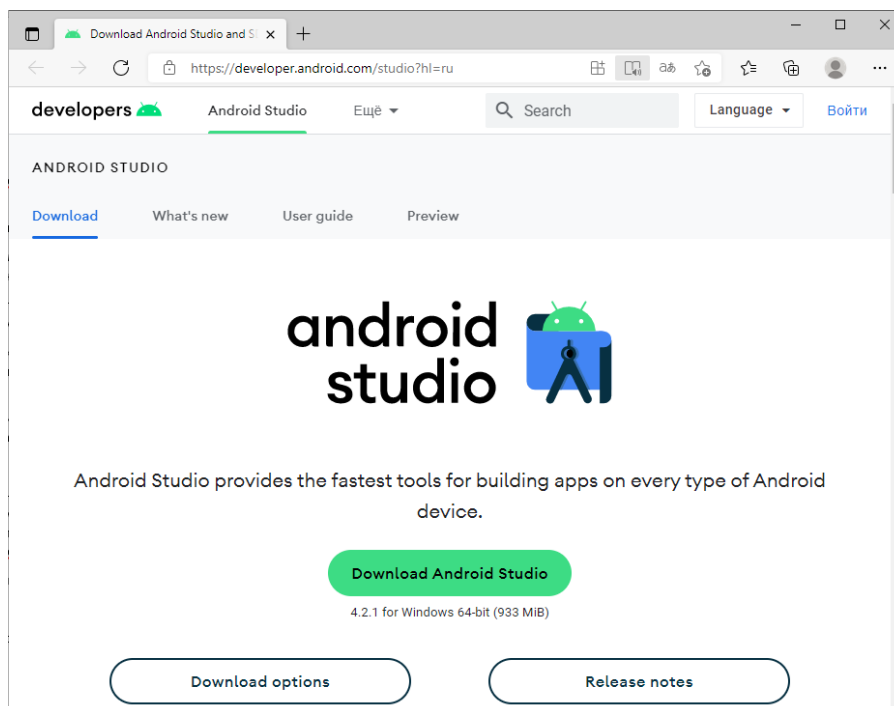 Download Android Studio and S
https://developer.android.com/studio?hl=ru
developers
Android Studio
Ещё
Search
Language
Войти
ANDROID STUDIO
Download
What's new
User guide
Preview
android
studio
Android Studio provides the fastest tools for building apps on every type of Android
device.
Download Android Studio
4.2.1 for Windows 64-bit (933 MiB)
Download options
Release notes